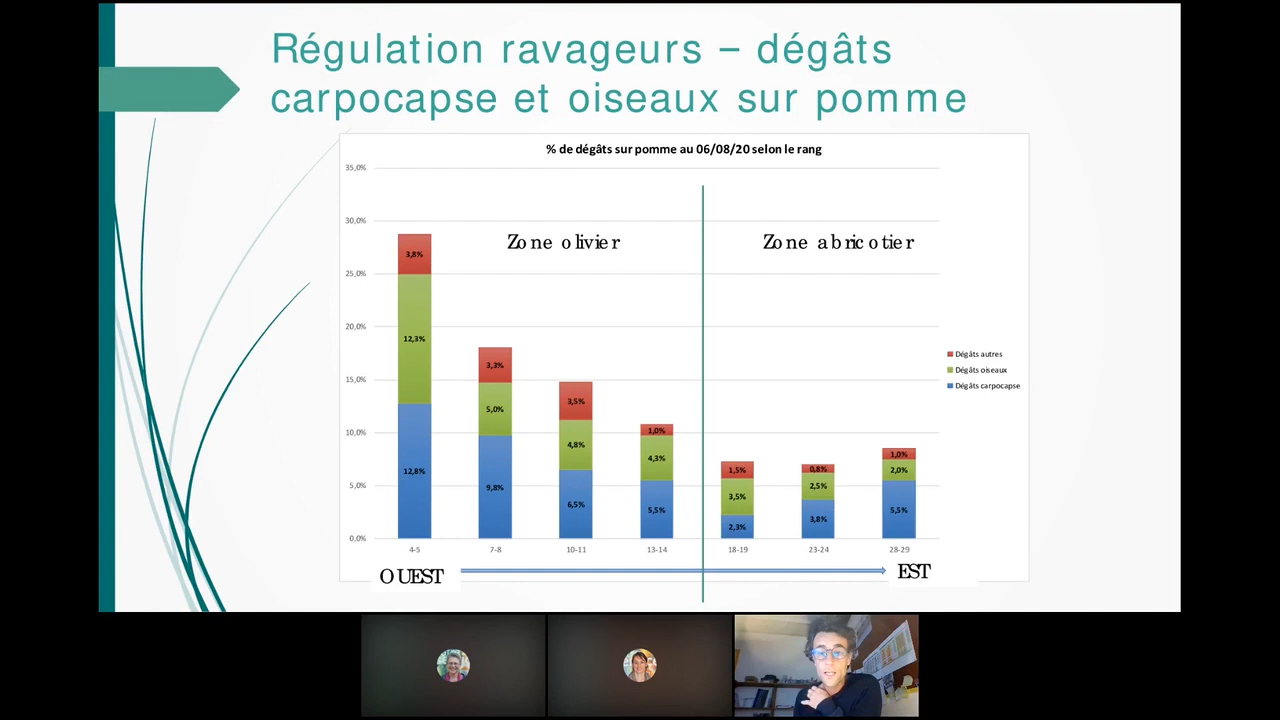 Régulation ravageurs – dégâts
carpocapse et oiseaux sur pomme
% de dégâts sur pomme au 06/08/20 selon le rang
35,0%
30,0%
25,0%
20,0%
15,0%
10,0%
5,0%
0,0%
Zone olivier
Zone abricotier
3,8%
12,3%
12,8%
3,3%
5,0%
9,8%
3,5%
4,8%
6,5%
1,0%
4,3%
5,5%
1,5%
3,5%
2,3%
0,8%
2,5%
3,8%
1,0%
2,0%
5,5%
Dégâts autres
Dégâts oiseaux
Dégâts carpocapse
4-5 7-8 10-11 13-14 18-19 23-24 28-29
OUEST EST